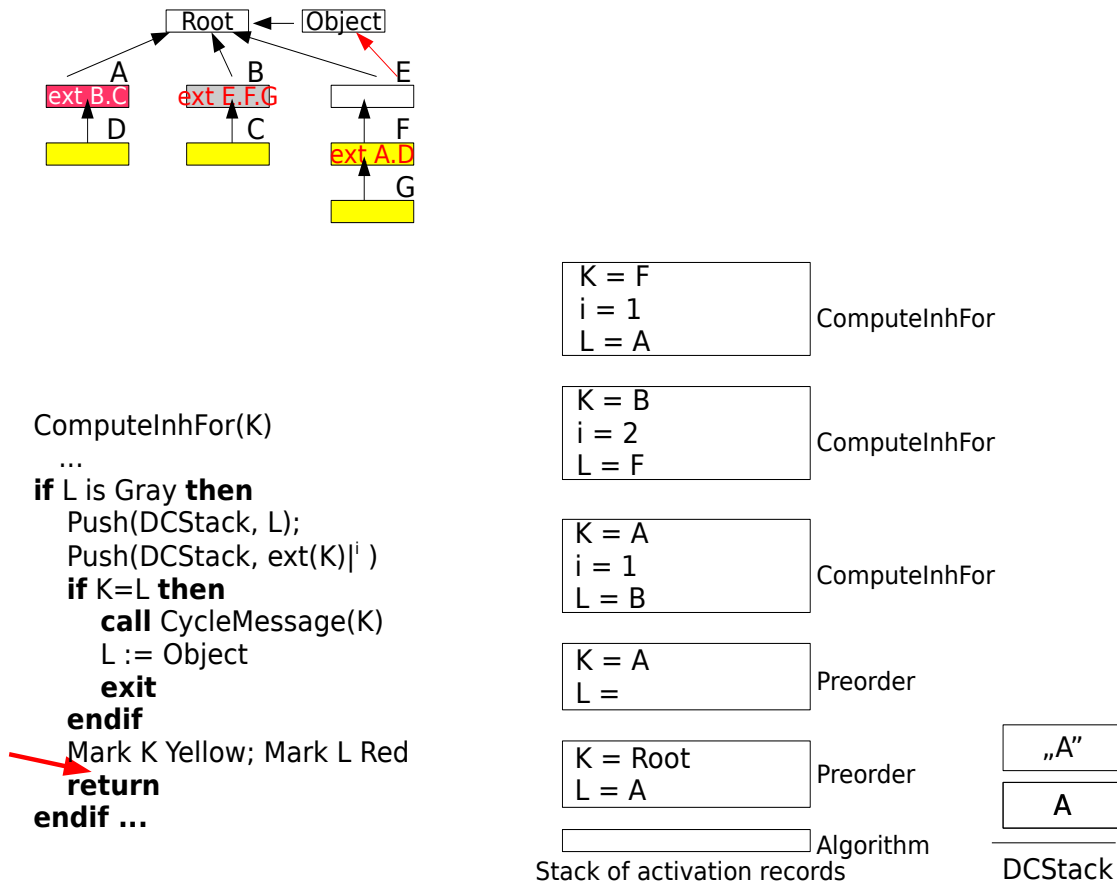 Root Object
A B E
ext B.C ext E.F.G
D C F
ext A.D
G
K = F
i = 1
L = A
ComputeInhFor
K = B
i = 2
L = F
ComputeInhFor
K = A
i = 1
L = B
ComputeInhFor
K = A
L =
Preorder
K = Root
L = A
Preorder
Algorithm
Stack of activation records
ComputeInhFor(K)
...
if L is Gray then
Push(DCStack, L);
Push(DCStack, ext(K)|ⁱ )
if K=L then
call CycleMessage(K)
L := Object
exit
endif
Mark K Yellow; Mark L Red
return
endif ...
„A”
A
DCStack